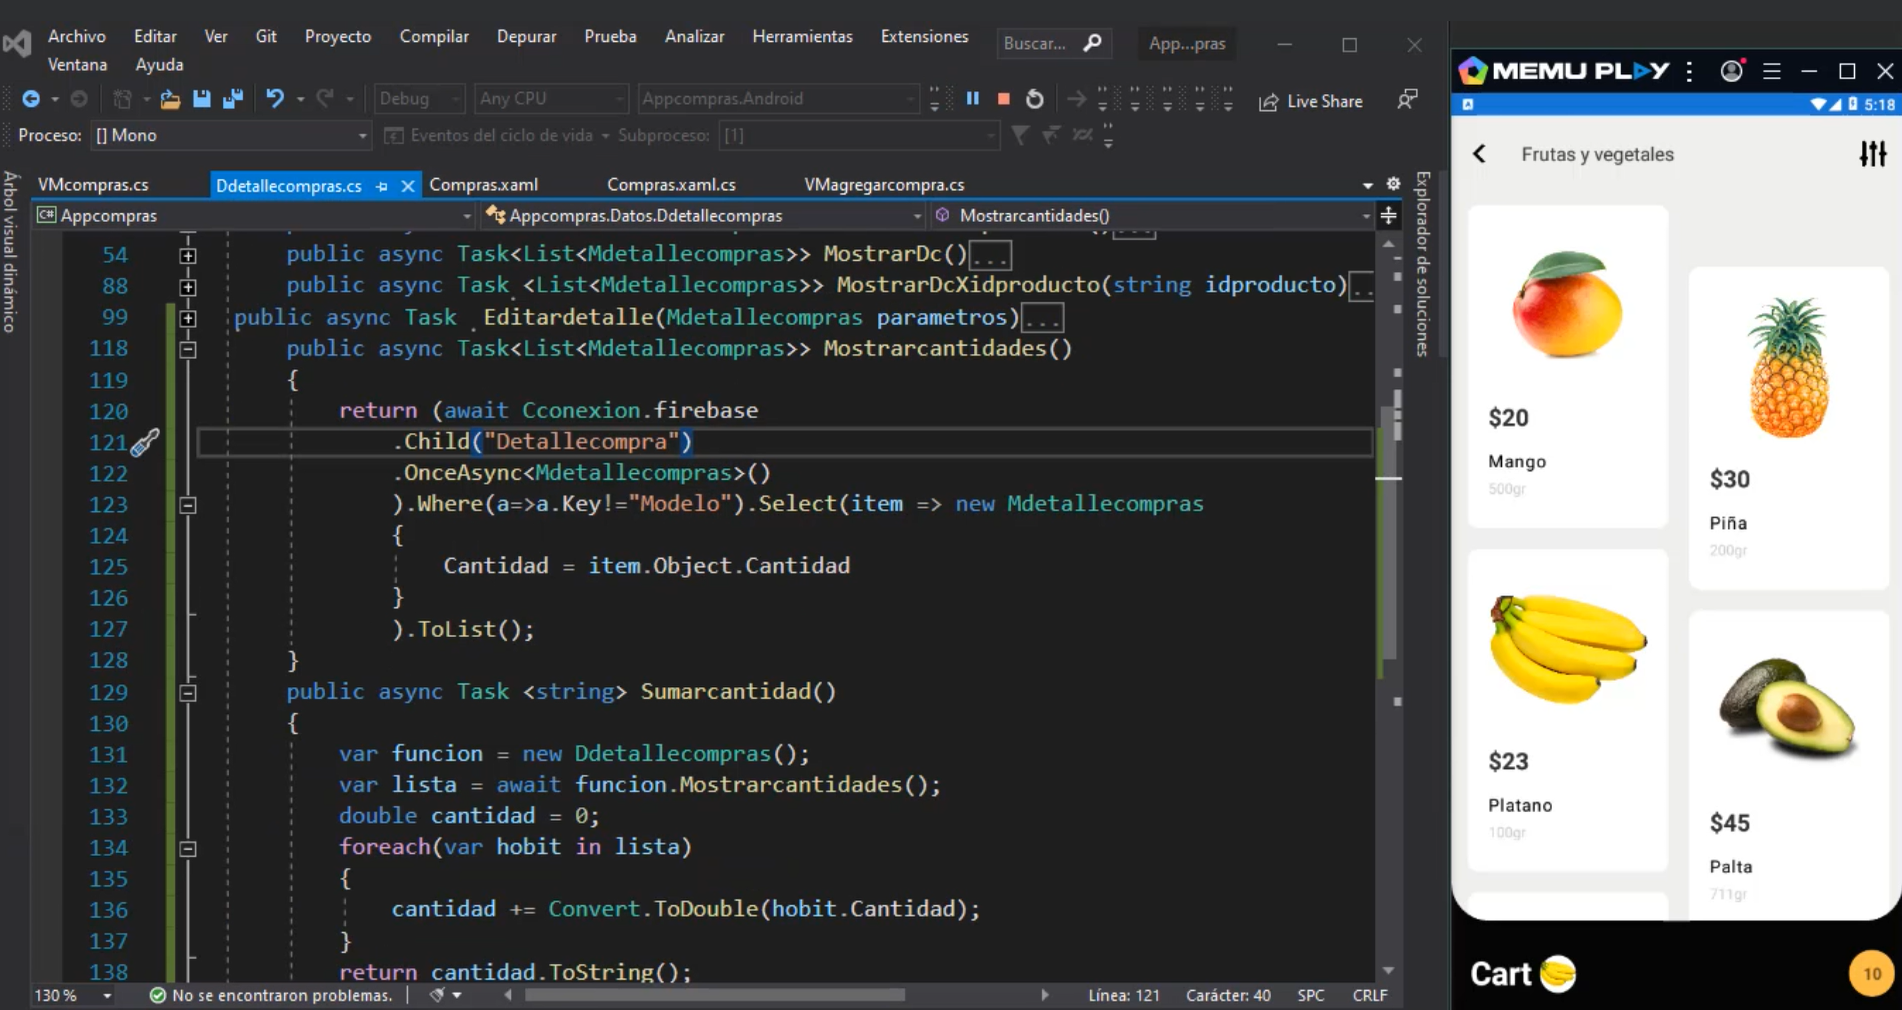 Archivo Editar Ver Git Proyecto Compilar Depurar Prueba Analizar Herramientas Extensiones
Ventana Ayuda
Buscar...
App...pras
Debug Any CPU Appcompras.Android
Live Share
Proceso: [] Mono
Eventos del ciclo de vida Subproceso: [1]
VMcompras.cs Ddetallecompras.cs Compras.xaml Compras.xaml.cs VMagregarcompra.cs
C# Appcompras Appcompras.Datos.Ddetallecompras Mostrarcantidades()
Árbol visual dinámico
Explorador de soluciones
54 public async Task<List<Mdetallecompras>> MostrarDc()...
88 public async Task <List<Mdetallecompras>> MostrarDcXidproducto(string idproducto)..
99 public async Task Editardetalle(Mdetallecompras parametros)...
118 public async Task<List<Mdetallecompras>> Mostrarcantidades()
119 {
120 return (await Cconexion.firebase
121 .Child("Detallecompra")
122 .OnceAsync<Mdetallecompras>()
123 ).Where(a=>a.Key!="Modelo").Select(item => new Mdetallecompras
124 {
125 Cantidad = item.Object.Cantidad
126 }
127 ).ToList();
128 }
129 public async Task <string> Sumarcantidad()
130 {
131 var funcion = new Ddetallecompras();
132 var lista = await funcion.Mostrarcantidades();
133 double cantidad = 0;
134 foreach(var hobit in lista)
135 {
136 cantidad += Convert.ToDouble(hobit.Cantidad);
137 }
138 return cantidad.ToString();
130 % No se encontraron problemas. Línea: 121 Carácter: 40 SPC CRLF
MEMU PLAY
A 5:18
Frutas y vegetales
$20
Mango
500gr
$30
Piña
200gr
$23
Platano
100gr
$45
Palta
711gr
Cart 10